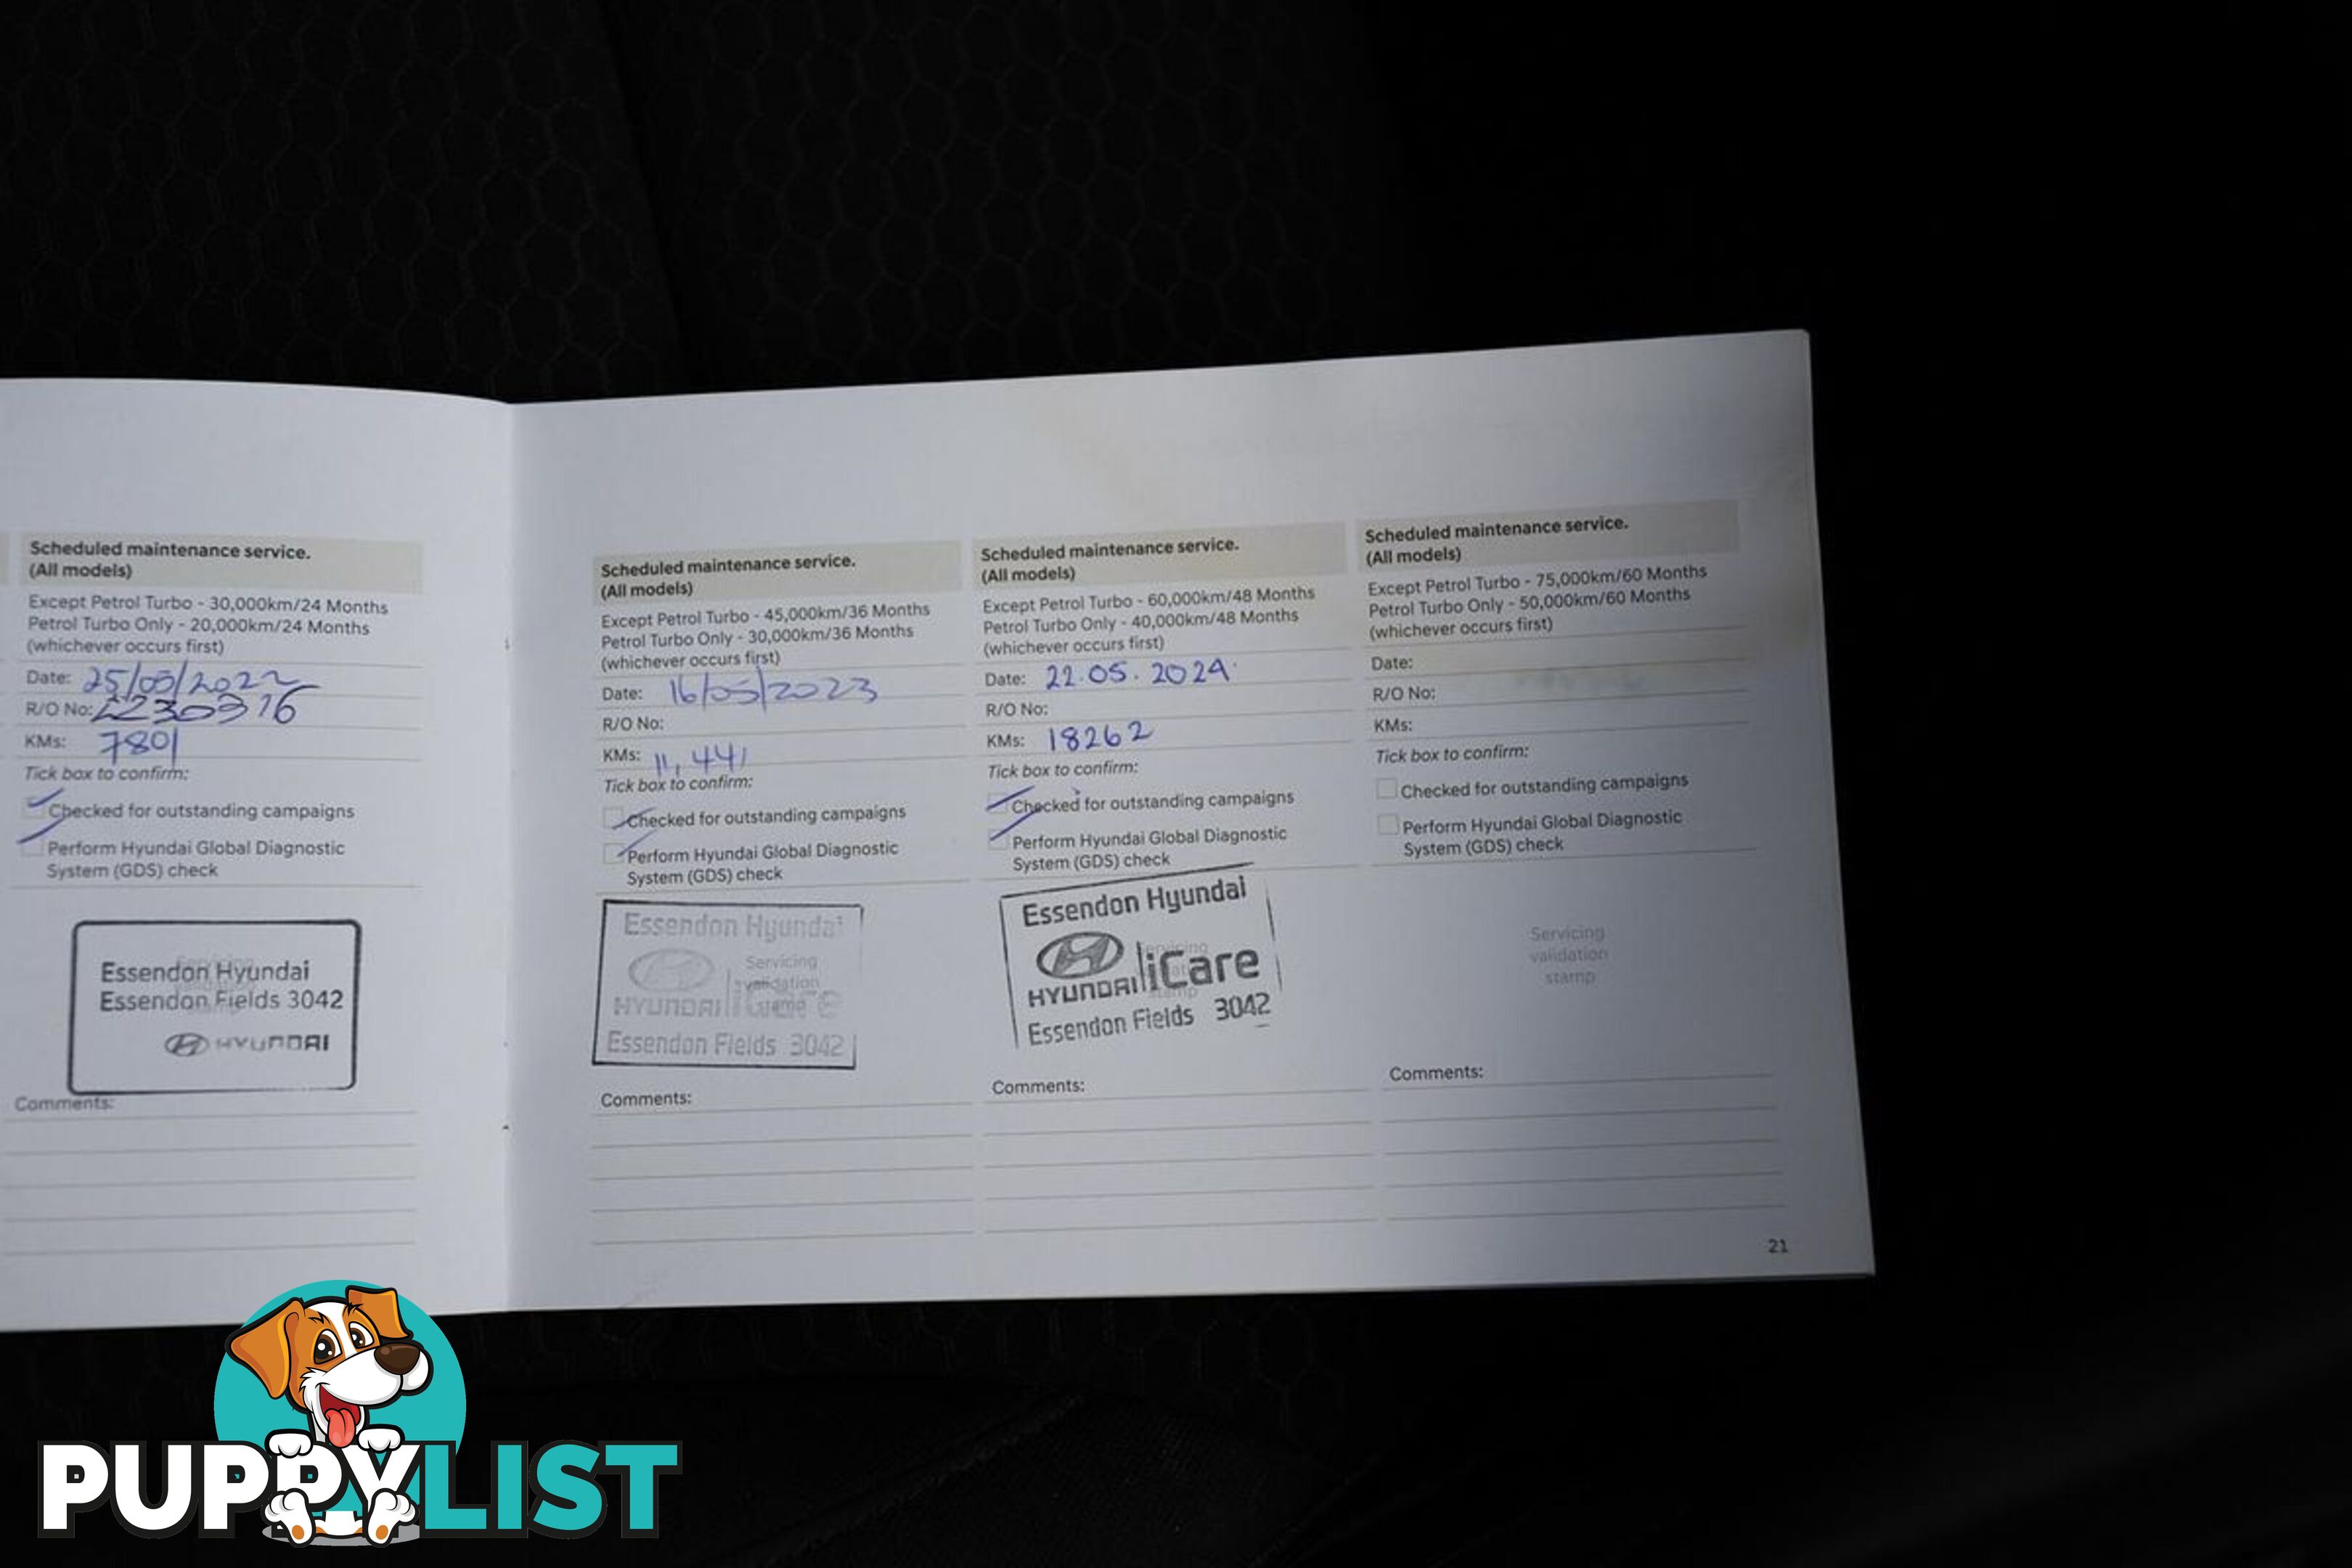 Scheduled maintenance service.
(All models)
Except Petrol Turbo - 30,000km/24 Months
Petrol Turbo Only - 20,000km/24 Months
(whichever occurs first)
Date: 25/05/2022
R/O No:
KMs: 7801
Tick box to confirm:
Checked for outstanding campaigns
Perform Hyundai Global Diagnostic
System (GDS) check
Essendon Hyundai
Essendon Fields 3042
HYUNDAI
Comments:
Scheduled maintenance service.
(All models)
Except Petrol Turbo - 45,000km/36 Months
Petrol Turbo Only - 30,000km/36 Months
(whichever occurs first)
Date: 16/05/2023
R/O No:
KMs: 11,441
Tick box to confirm:
Checked for outstanding campaigns
Perform Hyundai Global Diagnostic
System (GDS) check
Essendon Hyundai
Servicing
validation
stamp
HYUNDAI iCare
Essendon Fields 3042
Comments:
Scheduled maintenance service.
(All models)
Except Petrol Turbo - 60,000km/48 Months
Petrol Turbo Only - 40,000km/48 Months
(whichever occurs first)
Date: 22.05.2024
R/O No:
KMs: 18262
Tick box to confirm:
Checked for outstanding campaigns
Perform Hyundai Global Diagnostic
System (GDS) check
Essendon Hyundai
HYUNDAI iCare
Essendon Fields 3042
Comments:
Scheduled maintenance service.
(All models)
Except Petrol Turbo - 75,000km/60 Months
Petrol Turbo Only - 50,000km/60 Months
(whichever occurs first)
Date:
R/O No:
KMs:
Tick box to confirm:
Checked for outstanding campaigns
Perform Hyundai Global Diagnostic
System (GDS) check
Servicing
validation
stamp
Comments:
21
PUPPYLIST